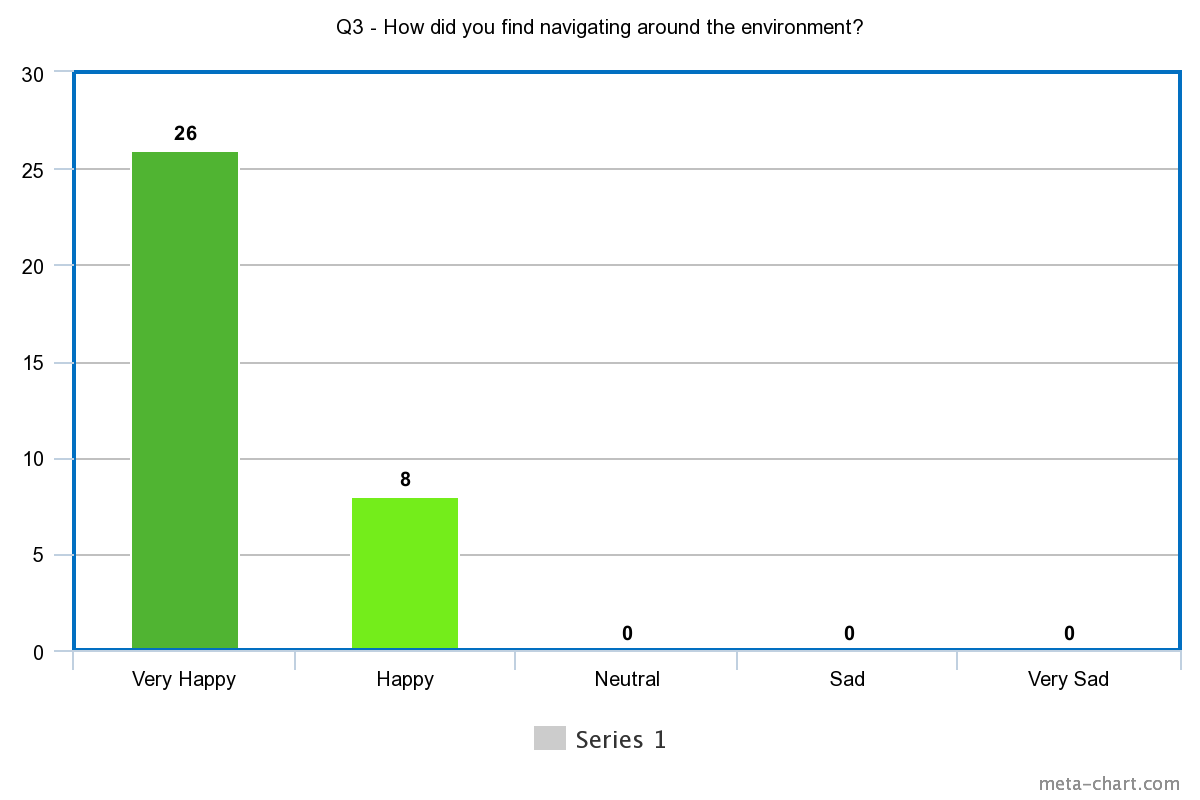 Q3 - How did you find navigating around the environment?
30
25
20
15
10
5
0
26
8
0
0
0
Very Happy
Happy
Neutral
Sad
Very Sad
Series 1
meta-chart.com